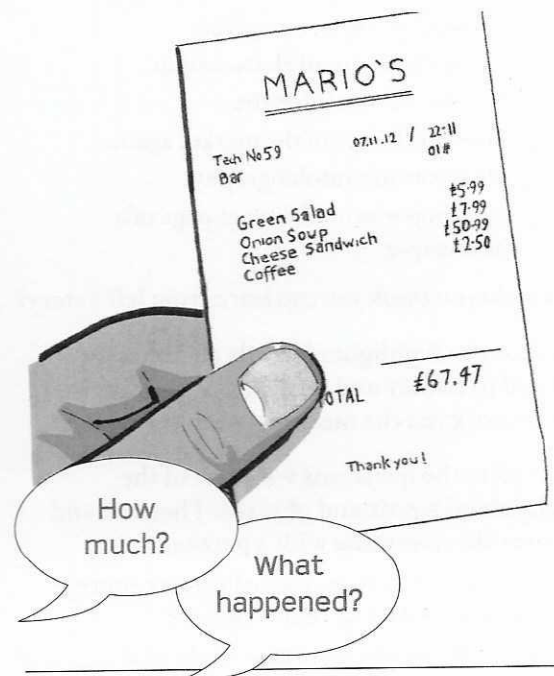 MARIO'S
Tech No 59 07.11.12 / 22:11
Bar 01#
Green Salad £5.99
Onion Soup £7.99
Cheese Sandwich £50.99
Coffee £2.50
TOTAL £67.47
Thank you!
How
much?
What
happened?